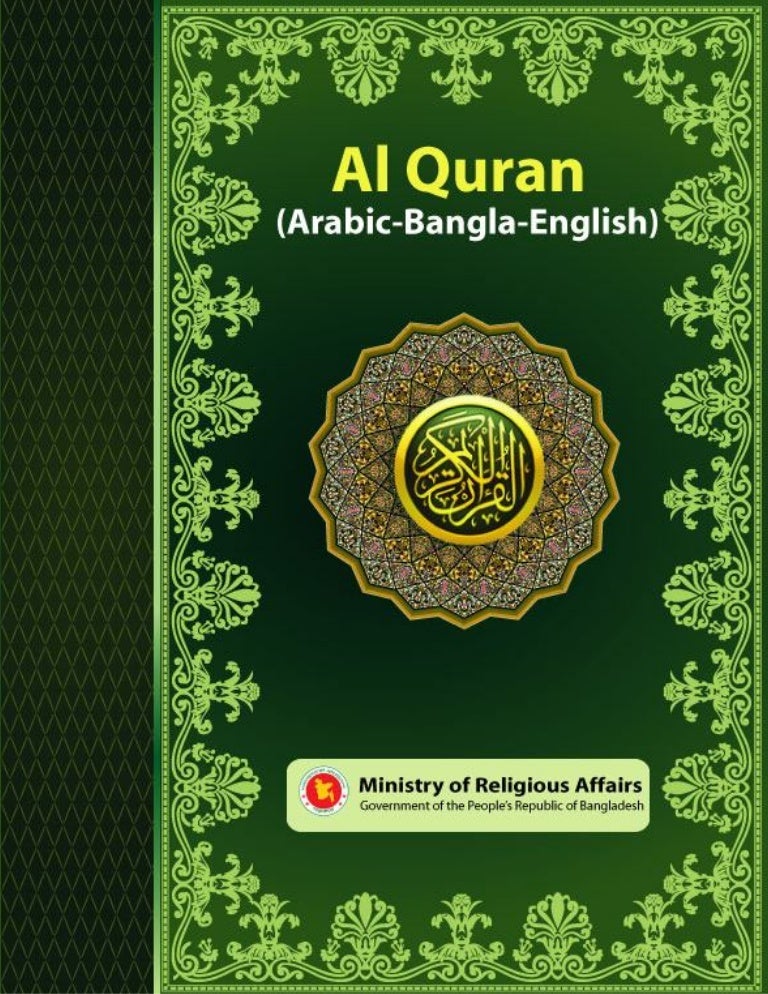 Al Quran
(Arabic-Bangla-English)
القرآن الكريم
Ministry of Religious Affairs
Government of the People's Republic of Bangladesh